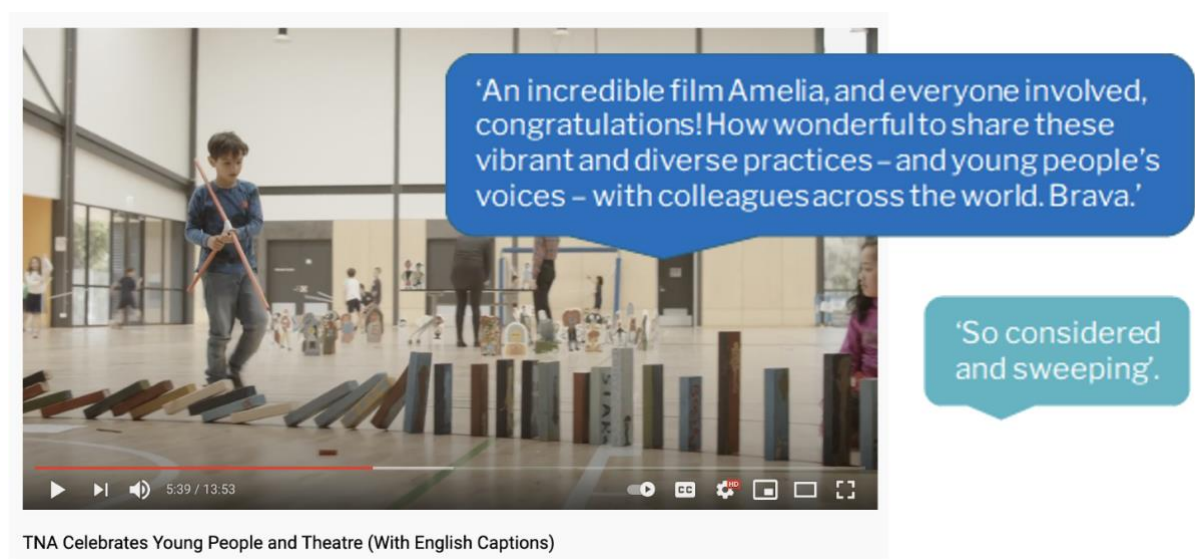 ‘An incredible film Amelia, and everyone involved,
congratulations! How wonderful to share these
vibrant and diverse practices – and young people’s
voices – with colleagues across the world. Brava.’
‘So considered
and sweeping’.
5:39 / 13:53
CC
HD
TNA Celebrates Young People and Theatre (With English Captions)